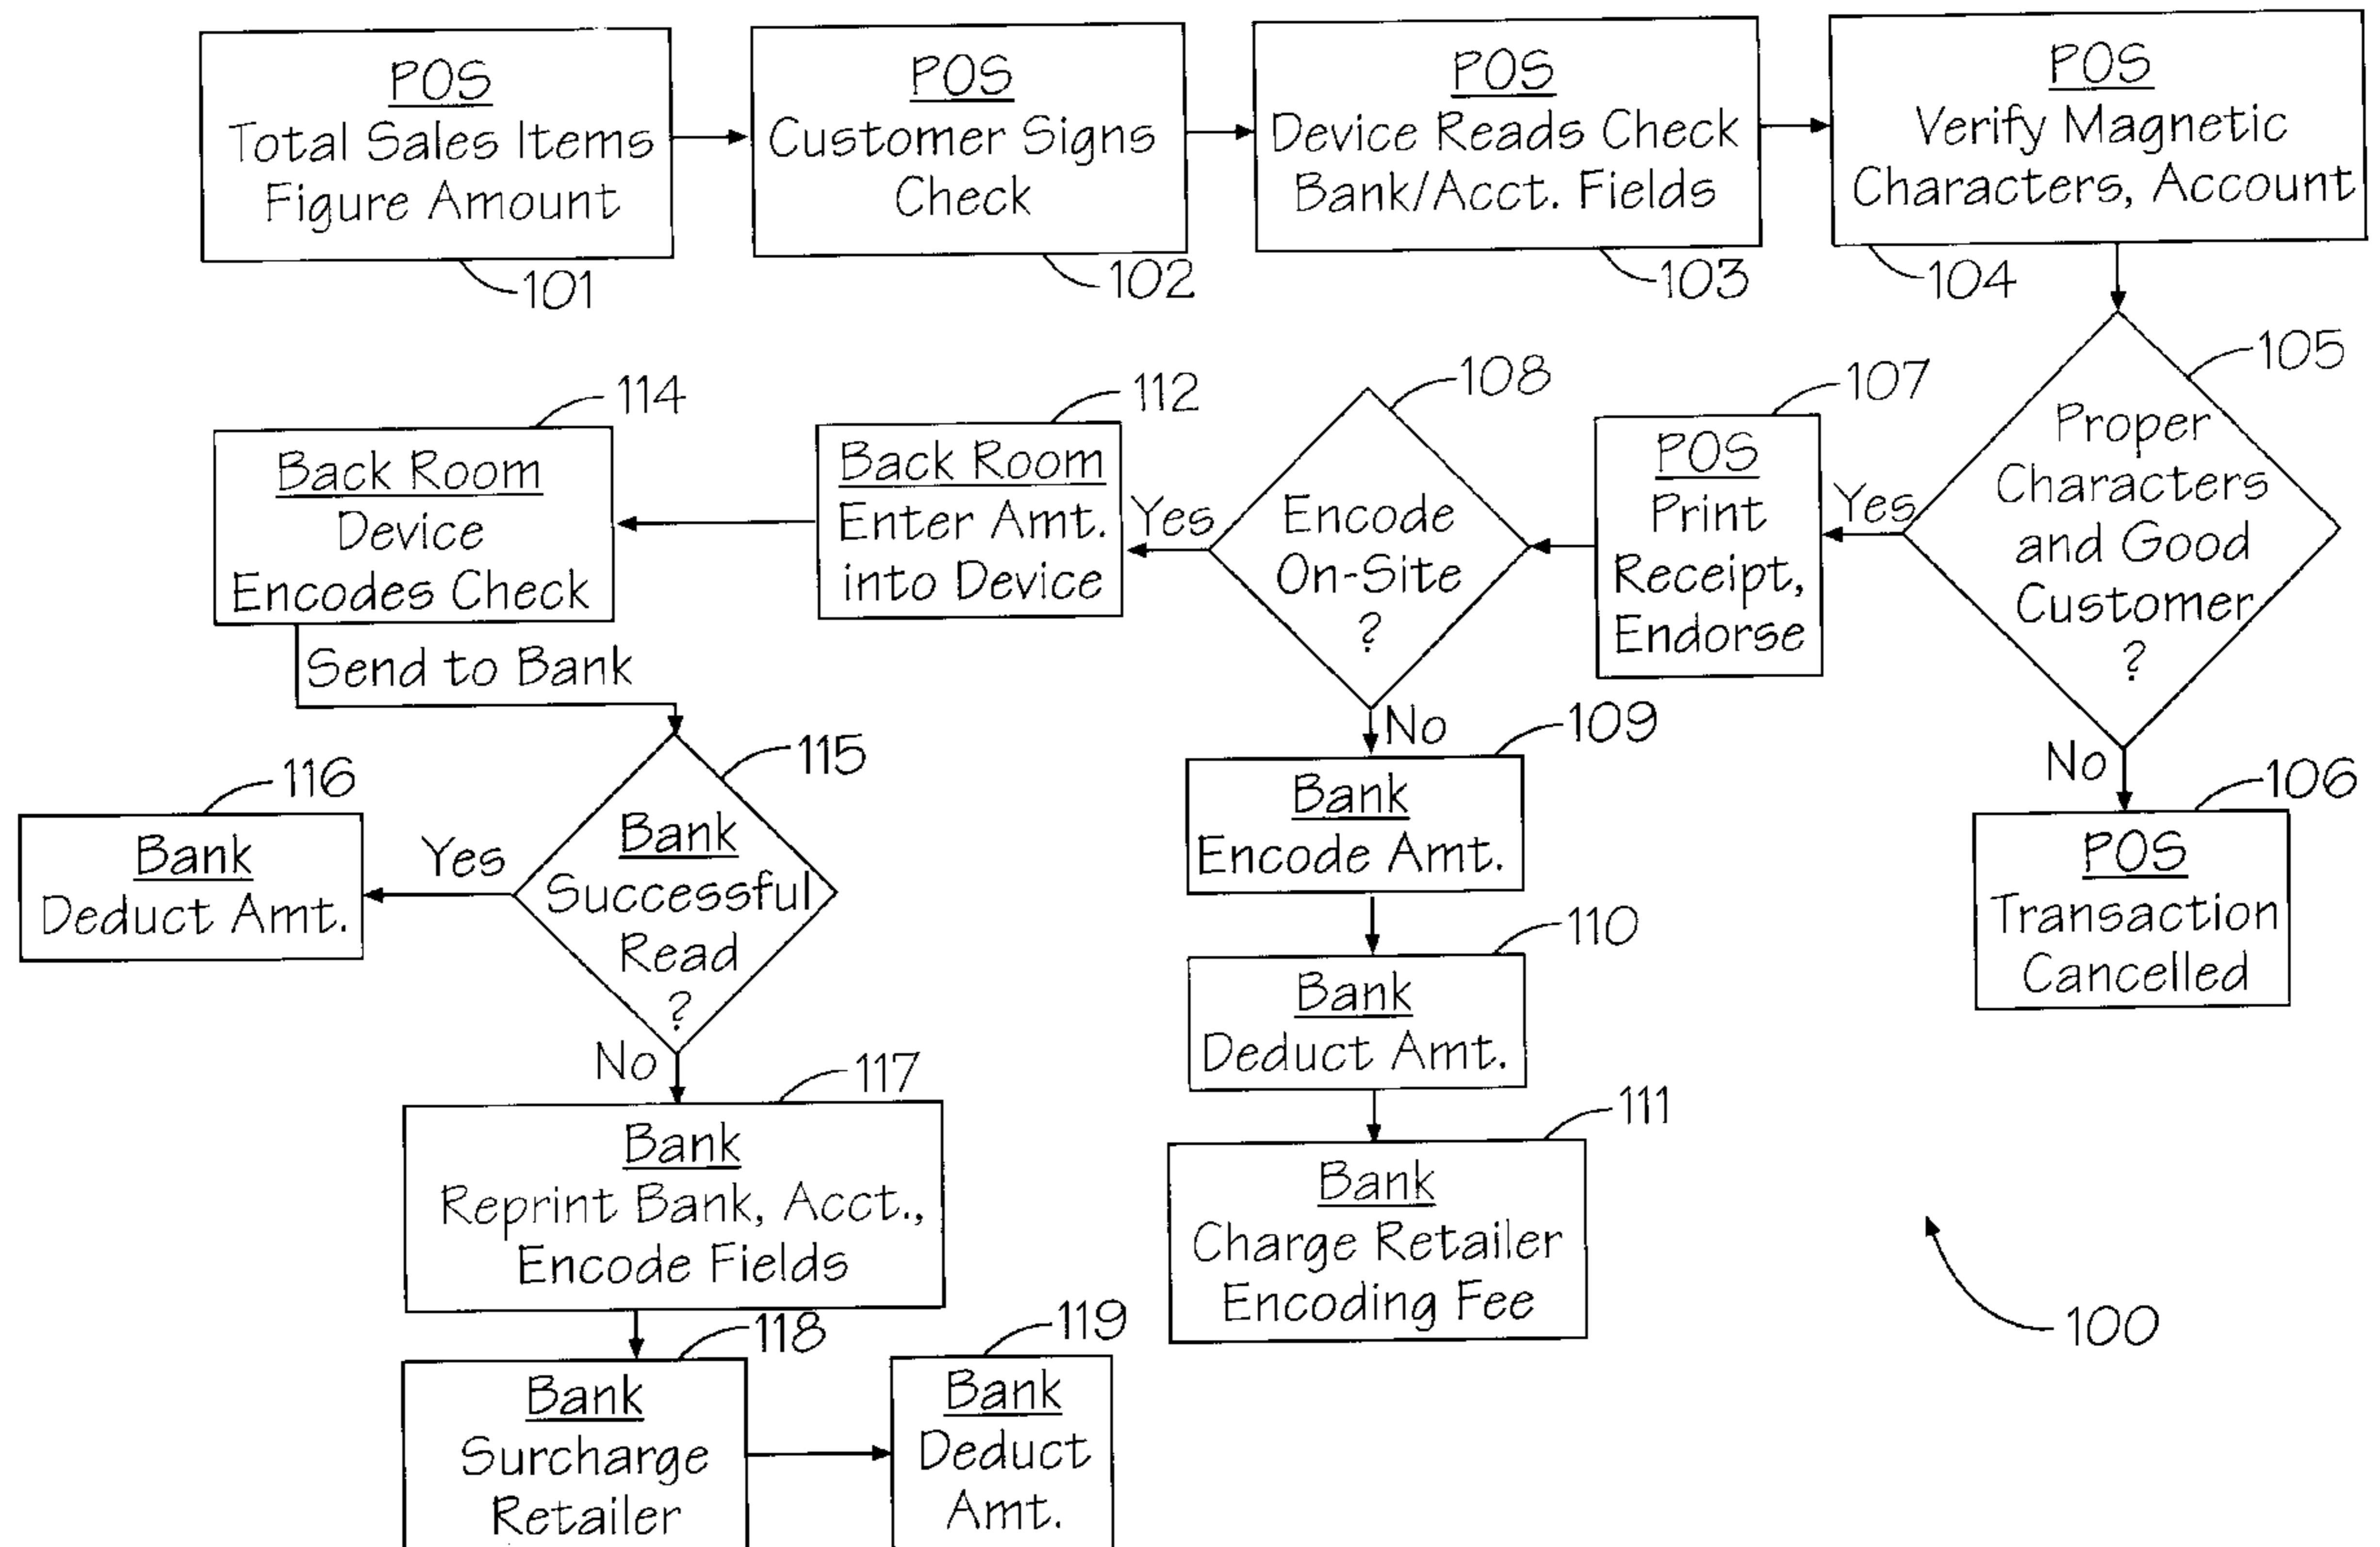 POS
Total Sales Items
Figure Amount
101
POS
Customer Signs
Check
102
POS
Device Reads Check
Bank/Acct. Fields
103
POS
Verify Magnetic
Characters, Account
104
105
Proper
Characters
and Good
Customer
?
Yes
No
106
POS
Transaction
Cancelled
107
POS
Print
Receipt,
Endorse
108
Encode
On-Site
?
Yes
No
109
Bank
Encode Amt.
110
Bank
Deduct Amt.
111
Bank
Charge Retailer
Encoding Fee
112
Back Room
Enter Amt.
into Device
114
Back Room
Device
Encodes Check
Send to Bank
115
Bank
Successful
Read
?
Yes
No
116
Bank
Deduct Amt.
117
Bank
Reprint Bank, Acct.,
Encode Fields
118
Bank
Surcharge
Retailer
119
Bank
Deduct
Amt.
100